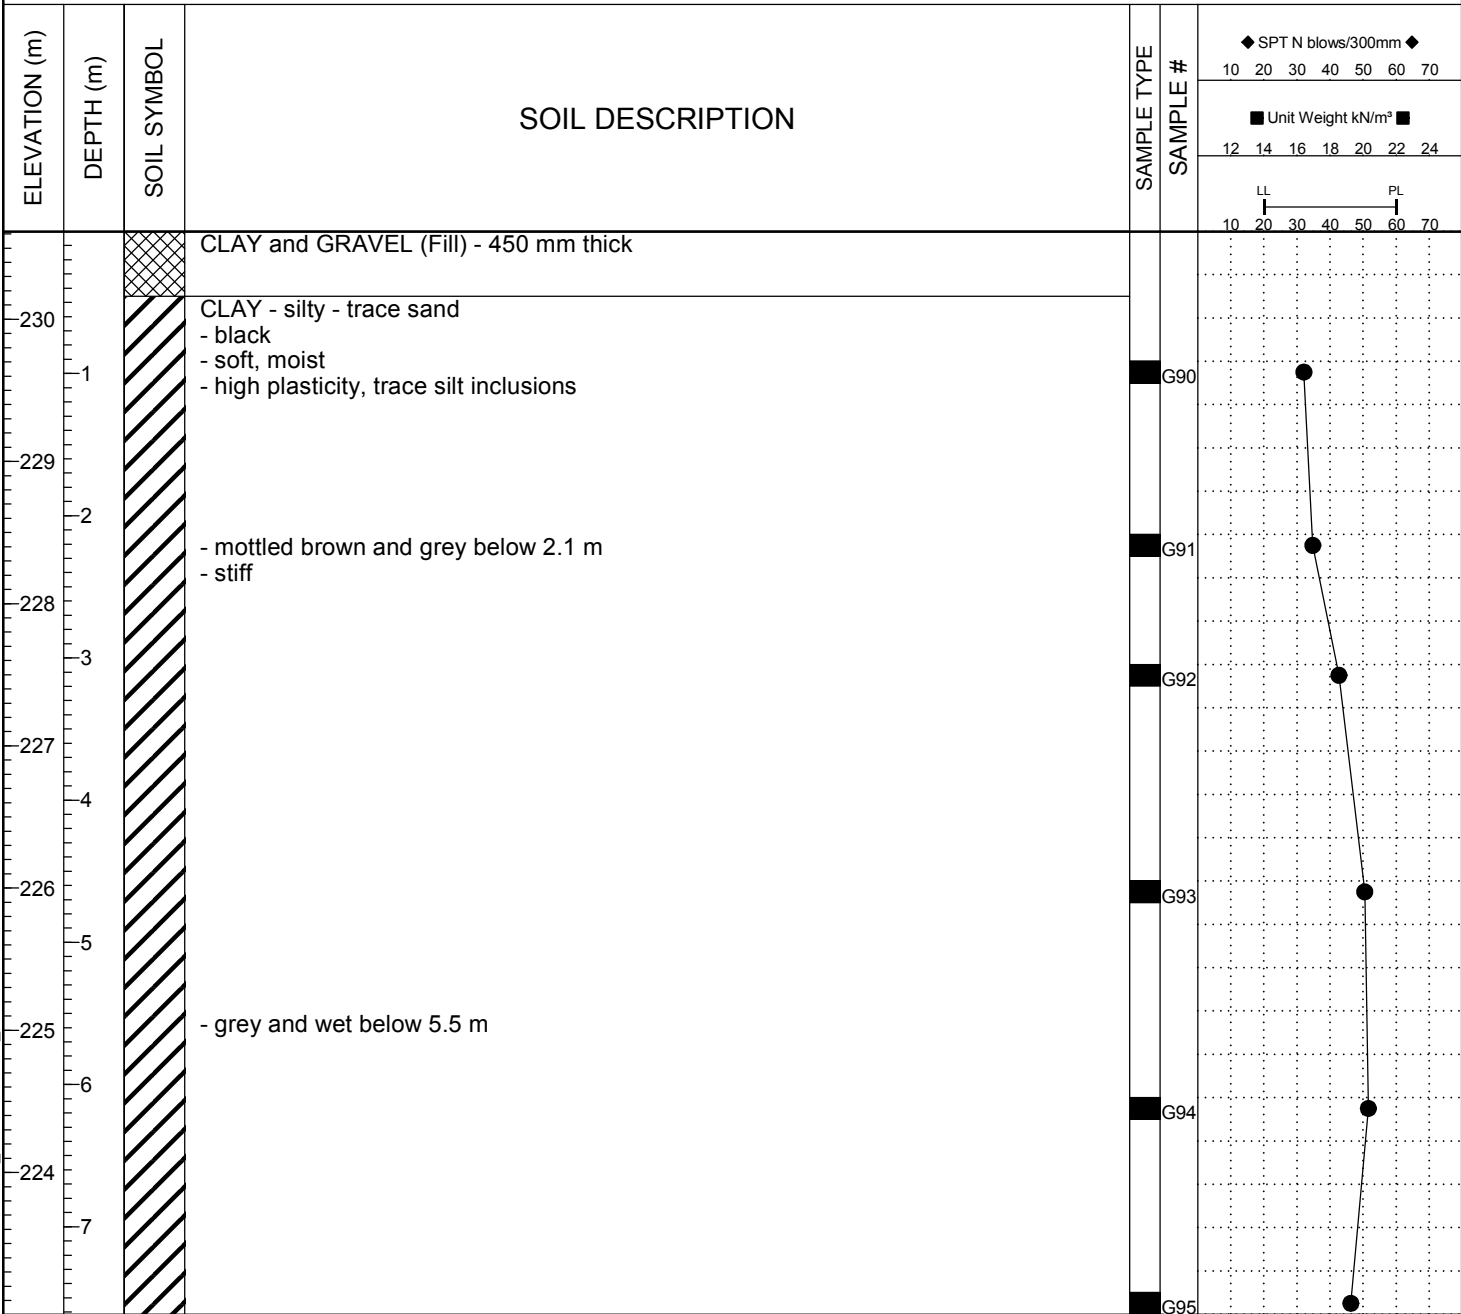 ELEVATION (m)
DEPTH (m)
SOIL SYMBOL
SOIL DESCRIPTION
SAMPLE TYPE
SAMPLE #
◆ SPT N blows/300mm ◆
10 20 30 40 50 60 70
■ Unit Weight kN/m³ ■
12 14 16 18 20 22 24
LL PL
10 20 30 40 50 60 70
CLAY and GRAVEL (Fill) - 450 mm thick
CLAY - silty - trace sand
230
- black
- soft, moist
1
G90
- high plasticity, trace silt inclusions
229
2
- mottled brown and grey below 2.1 m
G91
- stiff
228
3
G92
227
4
226
G93
5
- grey and wet below 5.5 m
225
6
G94
224
7
G95